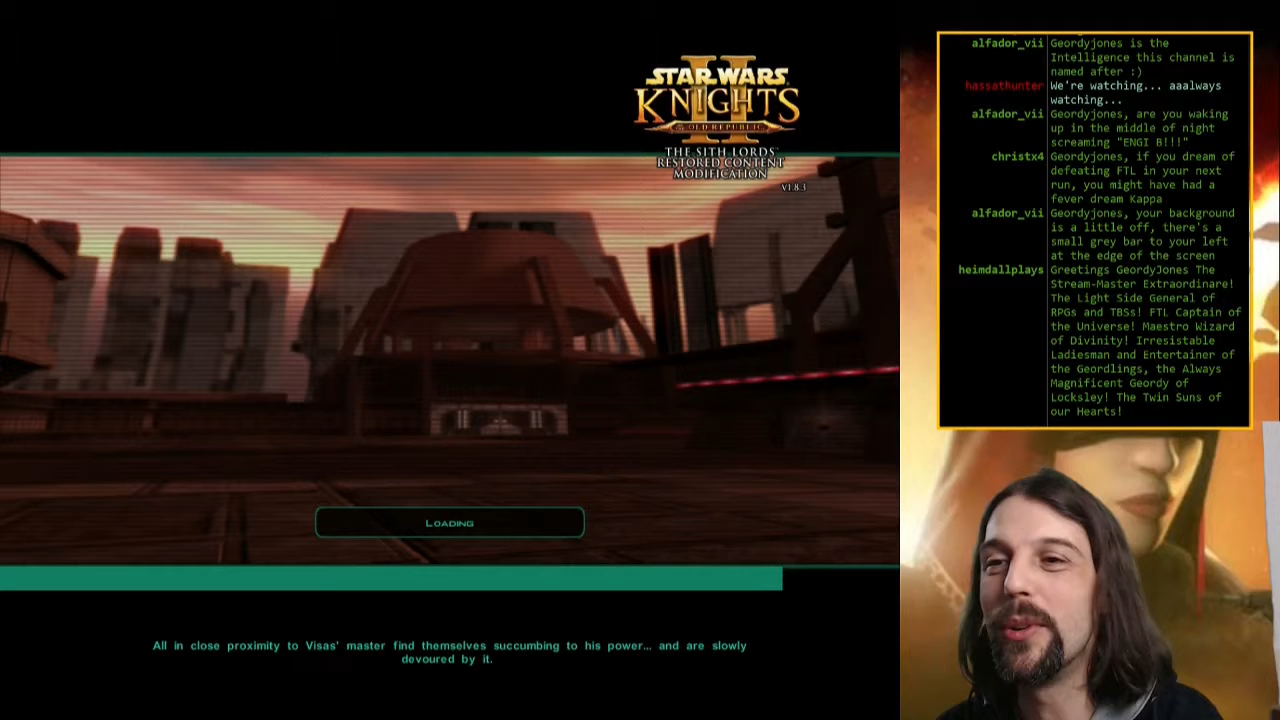 STAR WARS
II
KNIGHTS
OF THE OLD REPUBLIC
THE SITH LORDS
RESTORED CONTENT
MODIFICATION
V1.8.3
LOADING
All in close proximity to Visas' master find themselves succumbing to his power... and are slowly
devoured by it.
alfador_vii Geordyjones is the
Intelligence this channel is
named after :)
hassathunter We're watching... aaalways
watching...
alfador_vii Geordyjones, are you waking
up in the middle of night
screaming "ENGI B!!!"
christx4 Geordyjones, if you dream of
defeating FTL in your next
run, you might have had a
fever dream Kappa
alfador_vii Geordyjones, your background
is a little off, there's a
small grey bar to your left
at the edge of the screen
heimdallplays Greetings GeordyJones The
Stream-Master Extraordinare!
The Light Side General of
RPGs and TBSs! FTL Captain of
the Universe! Maestro Wizard
of Divinity! Irresistable
Ladiesman and Entertainer of
the Geordlings, the Always
Magnificent Geordy of
Locksley! The Twin Suns of
our Hearts!